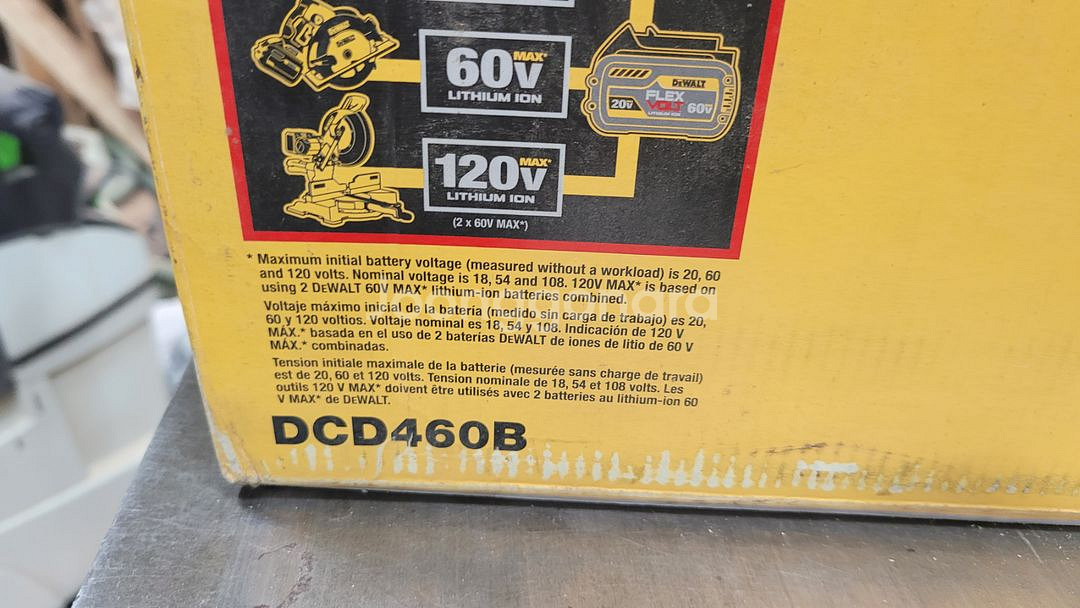 60V MAX*
LITHIUM ION
DEWALT
FLEX
VOLT
LITHIUM ION
20V
60V
120V MAX*
LITHIUM ION
(2 x 60V MAX*)
* Maximum initial battery voltage (measured without a workload) is 20, 60
and 120 volts. Nominal voltage is 18, 54 and 108. 120V MAX* is based on
using 2 DEWALT 60V MAX* lithium-ion batteries combined.
Voltaje máximo inicial de la batería (medido sin carga de trabajo) es 20,
60 y 120 voltios. Voltaje nominal es 18, 54 y 108. Indicación de 120 V
MÁX.* basada en el uso de 2 baterías DEWALT de iones de litio de 60 V
MÁX.* combinadas.
Tension initiale maximale de la batterie (mesurée sans charge de travail)
est de 20, 60 et 120 volts. Tension nominale de 18, 54 et 108 volts. Les
outils 120 V MAX* doivent être utilisés avec 2 batteries au lithium-ion 60
V MAX* de DEWALT.
DCD460B